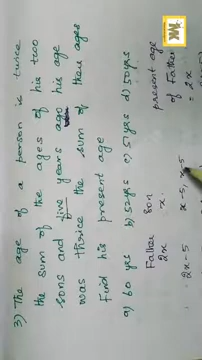 3) The age of a person is twice
the sum of the ages of his two
sons and five years ago his age
was thrice the sum of their ages
Find his present age
a) 60 yrs b) 52 yrs c) 51 yrs d) 50 yrs
Father son present age
2x x of Father
2x-5 x-5, x-5 = 2x